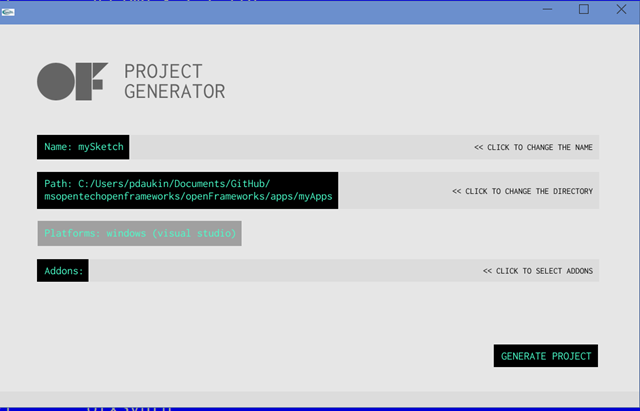 OF PROJECT
GENERATOR
Name: mySketch
<< CLICK TO CHANGE THE NAME
Path: C:/Users/pdaukin/Documents/GitHub/
msopentechopenframeworks/openFrameworks/apps/myApps
<< CLICK TO CHANGE THE DIRECTORY
Platforms: windows (visual studio)
Addons:
<< CLICK TO SELECT ADDONS
GENERATE PROJECT